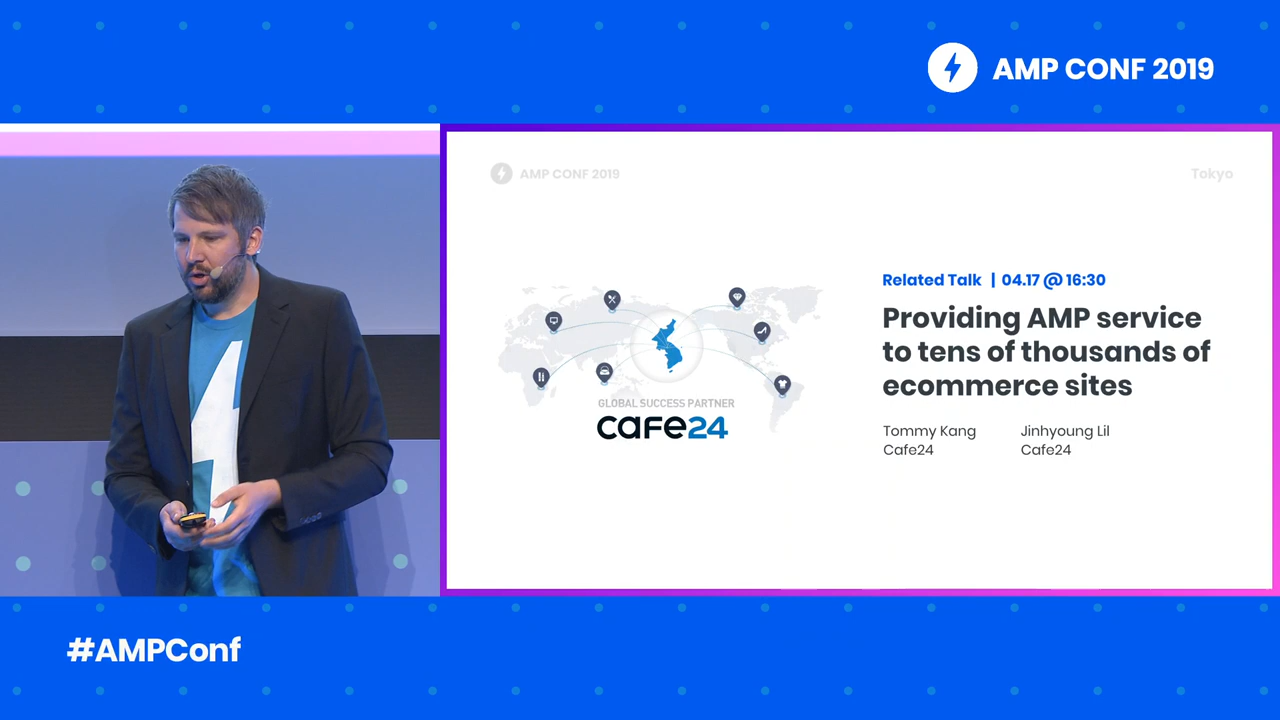 AMP CONF 2019
AMP CONF 2019
Tokyo
Related Talk | 04.17 @ 16:30
Providing AMP service
to tens of thousands of
ecommerce sites
Tommy Kang
Cafe24
Jinhyoung Lil
Cafe24
GLOBAL SUCCESS PARTNER
cafe24
#AMPConf